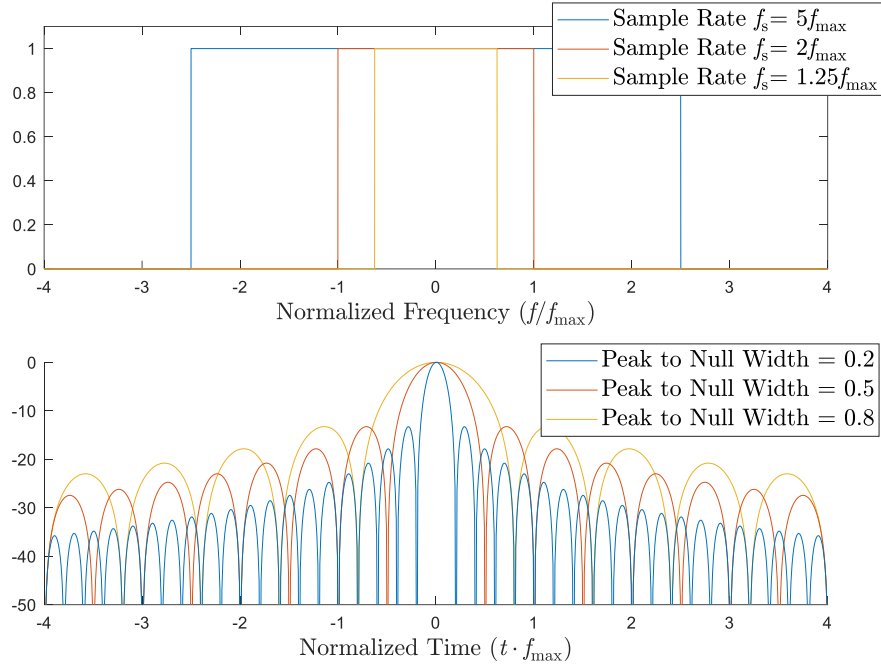 Sample Rate fs= 5fmax
Sample Rate fs= 2fmax
Sample Rate fs= 1.25fmax
1
0.8
0.6
0.4
0.2
0
-4 -3 -2 -1 0 1 2 3 4
Normalized Frequency (f/fmax)
Peak to Null Width = 0.2
Peak to Null Width = 0.5
Peak to Null Width = 0.8
0
-10
-20
-30
-40
-50
-4 -3 -2 -1 0 1 2 3 4
Normalized Time (t · fmax)